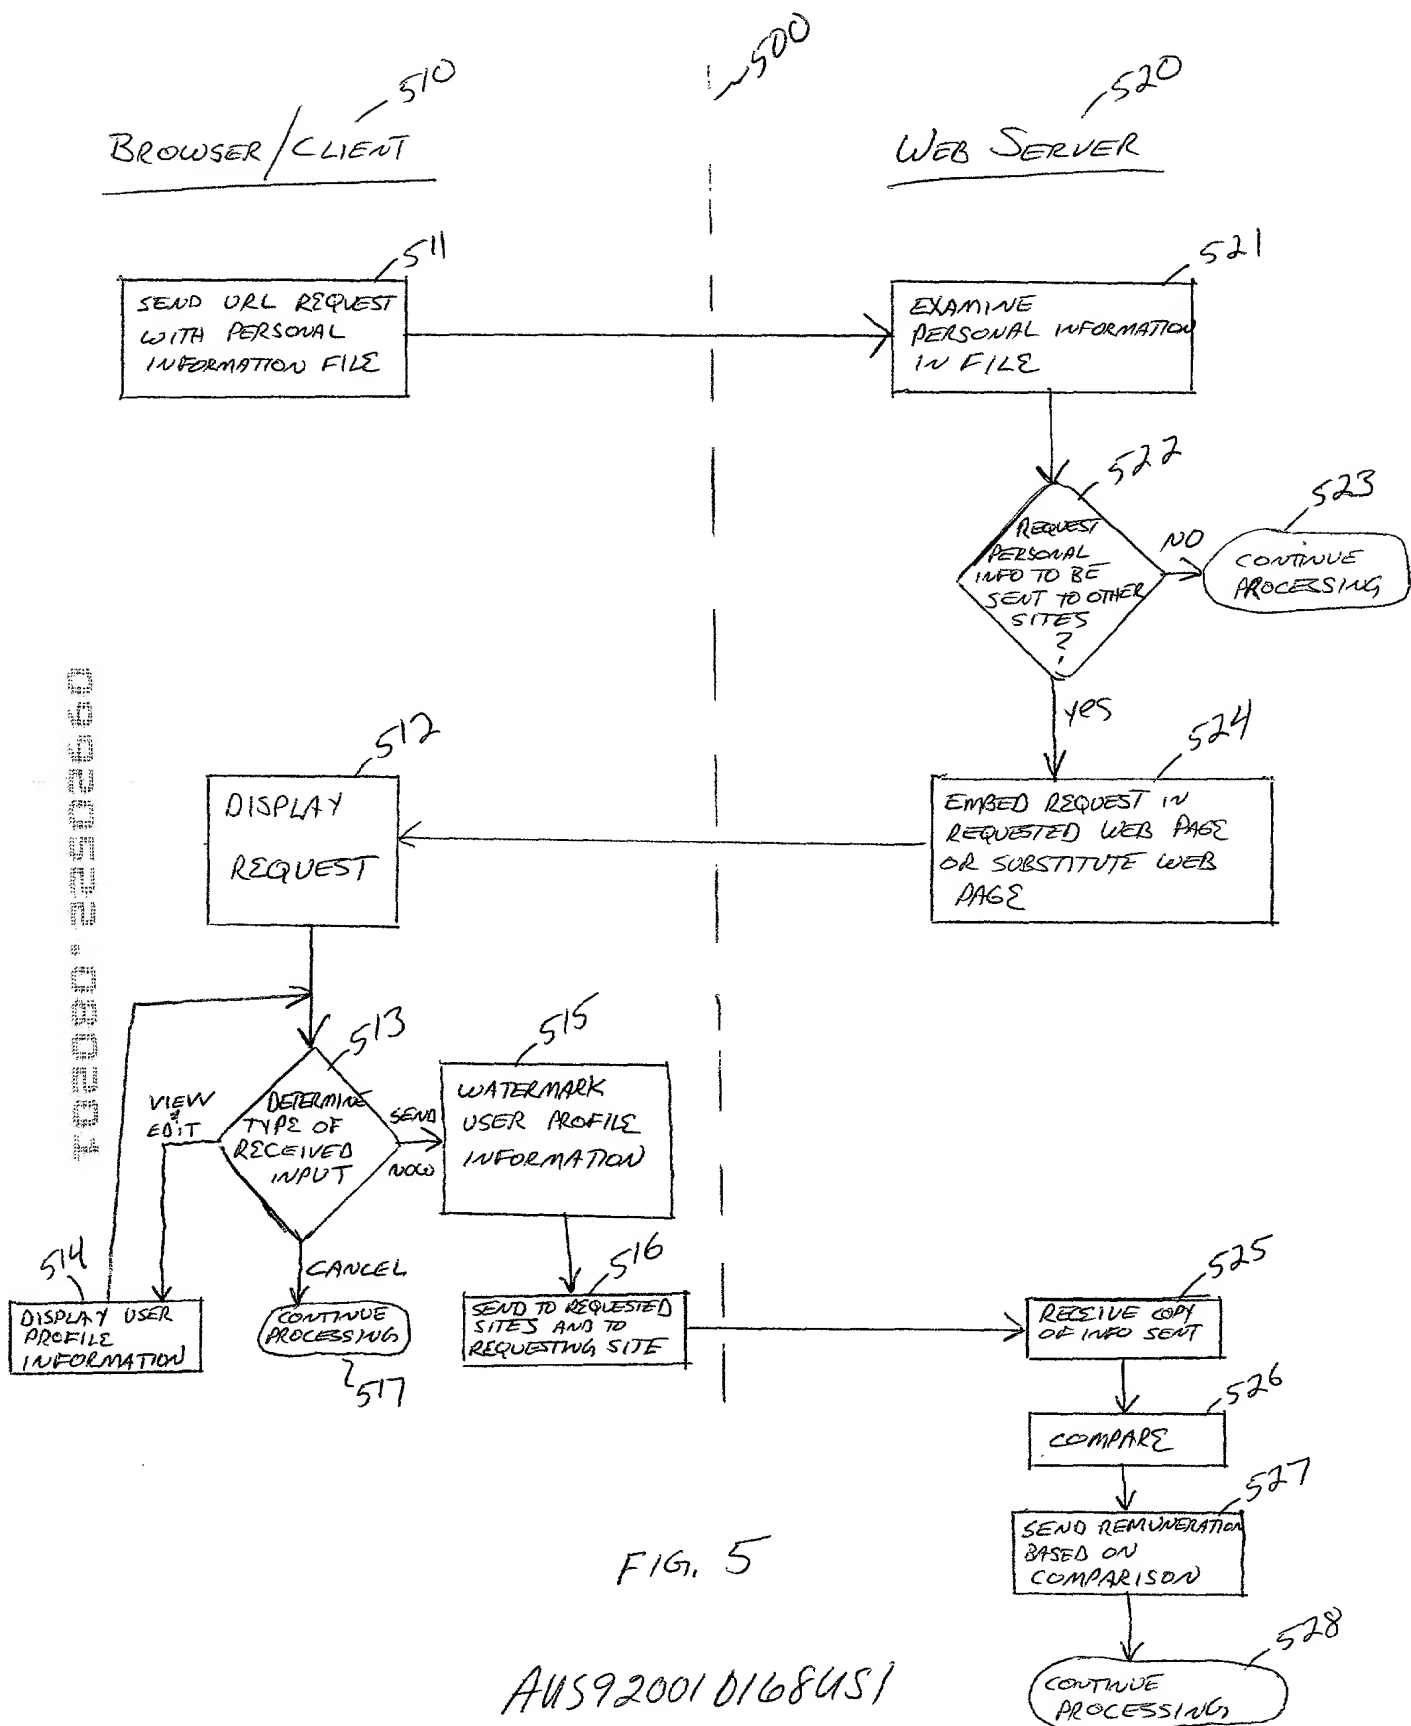 500
510
520
BROWSER/CLIENT
WEB SERVER
511
SEND URL REQUEST
WITH PERSONAL
INFORMATION FILE
521
EXAMINE
PERSONAL INFORMATION
IN FILE
522
REQUEST
PERSONAL
INFO TO BE
SENT TO OTHER
SITES
?
NO
523
CONTINUE
PROCESSING
yes
524
EMBED REQUEST IN
REQUESTED WEB PAGE
OR SUBSTITUTE WEB
PAGE
512
DISPLAY
REQUEST
09920522.080201
513
DETERMINE
TYPE OF
RECEIVED
INPUT
VIEW
&
EDIT
SEND
NOW
CANCEL
515
WATERMARK
USER PROFILE
INFORMATION
514
DISPLAY USER
PROFILE
INFORMATION
CONTINUE
PROCESSING
517
516
SEND TO REQUESTED
SITES AND TO
REQUESTING SITE
525
RECEIVE COPY
OF INFO SENT
526
COMPARE
527
SEND REMUNERATION
BASED ON
COMPARISON
528
CONTINUE
PROCESSING
FIG. 5
AUS920010168US1